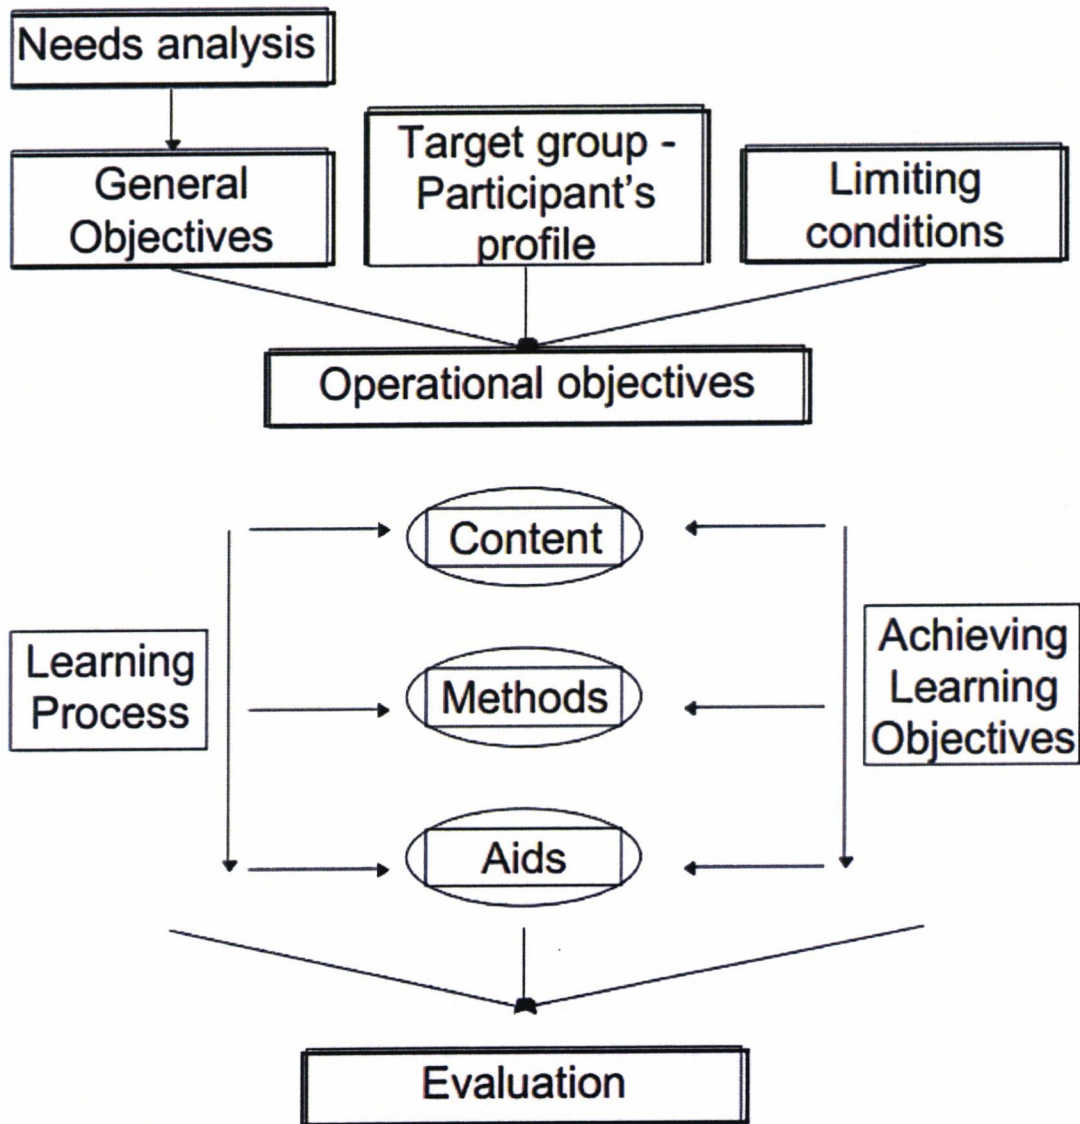 Needs analysis
General
Objectives
Target group -
Participant's
profile
Limiting
conditions
Operational objectives
Content
Learning
Process
Methods
Achieving
Learning
Objectives
Aids
Evaluation